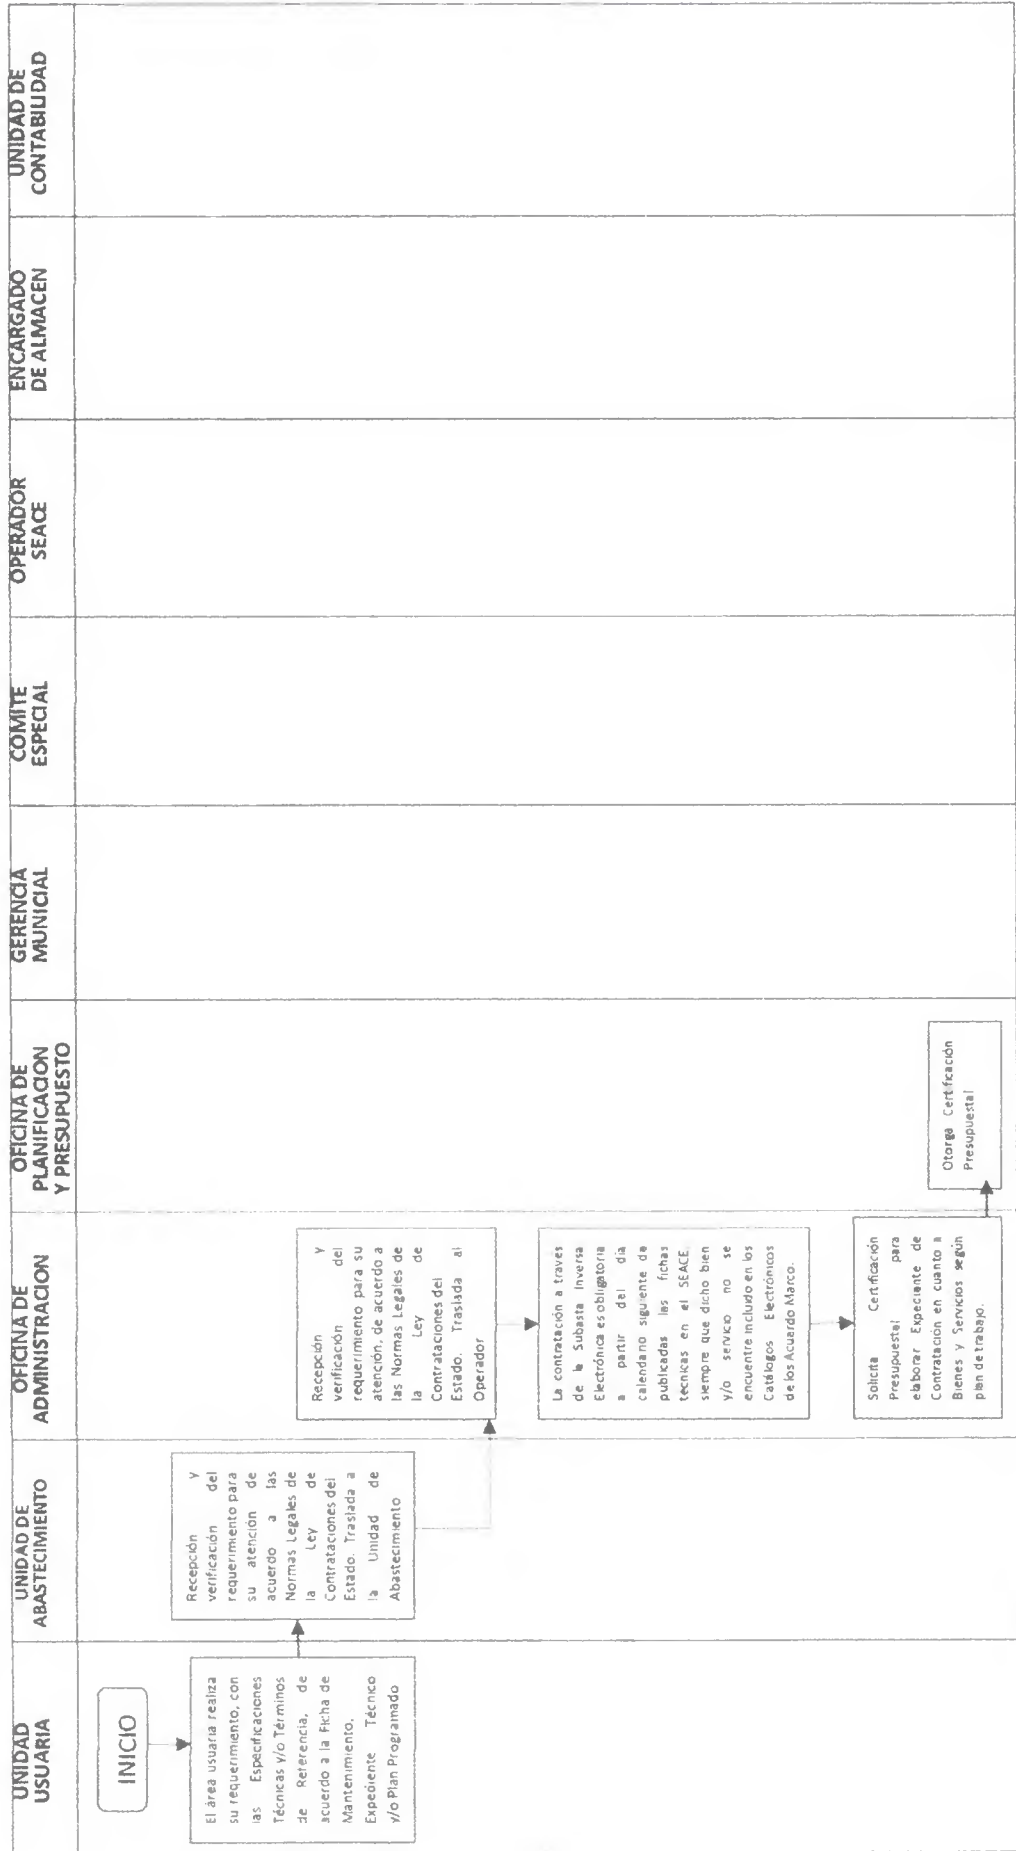 UNIDAD
USUARIA
UNIDAD DE
ABASTECIMIENTO
OFICINA DE
ADMINISTRACION
OFICINA DE
PLANIFICACION
Y PRESUPUESTO
GERENCIA
MUNICIAL
COMITE
ESPECIAL
OPERADOR
SEACE
ENCARGADO
DE ALMACEN
UNIDAD DE
CONTABILIDAD
INICIO
El área usuaria realiza
su requerimiento, con
las Especificaciones
Técnicas y/o Términos
de Referencia, de
acuerdo a la Ficha de
Mantenimiento,
Expediente Técnico
y/o Plan Programado
Recepción y
verificación del
requerimiento para
su atención de
acuerdo a las
Normas Legales de
la Ley de
Contrataciones del
Estado. Traslada a
la Unidad de
Abastecimiento
Recepción y
verificación del
requerimiento para su
atención, de acuerdo a
las Normas Legales de
la Ley de
Contrataciones del
Estado. Traslada al
Operador
La contratación a traves
de la Subasta Inversa
Electrónica es obligatoria
a partir del dia
calendario siguiente de
publicadas las fichas
tecnicas en el SEACE,
siempre que dicho bien
y/o servicio no se
encuentre incluido en los
Catálogos Electrónicos
de los Acuardo Marco.
Solicita Certificación
Presupuestal para
elaborar Expeciente de
Contratación en cuanto a
Bienes y Servicios según
plan de trabajo.
Otorga Certificación
Presupuestal